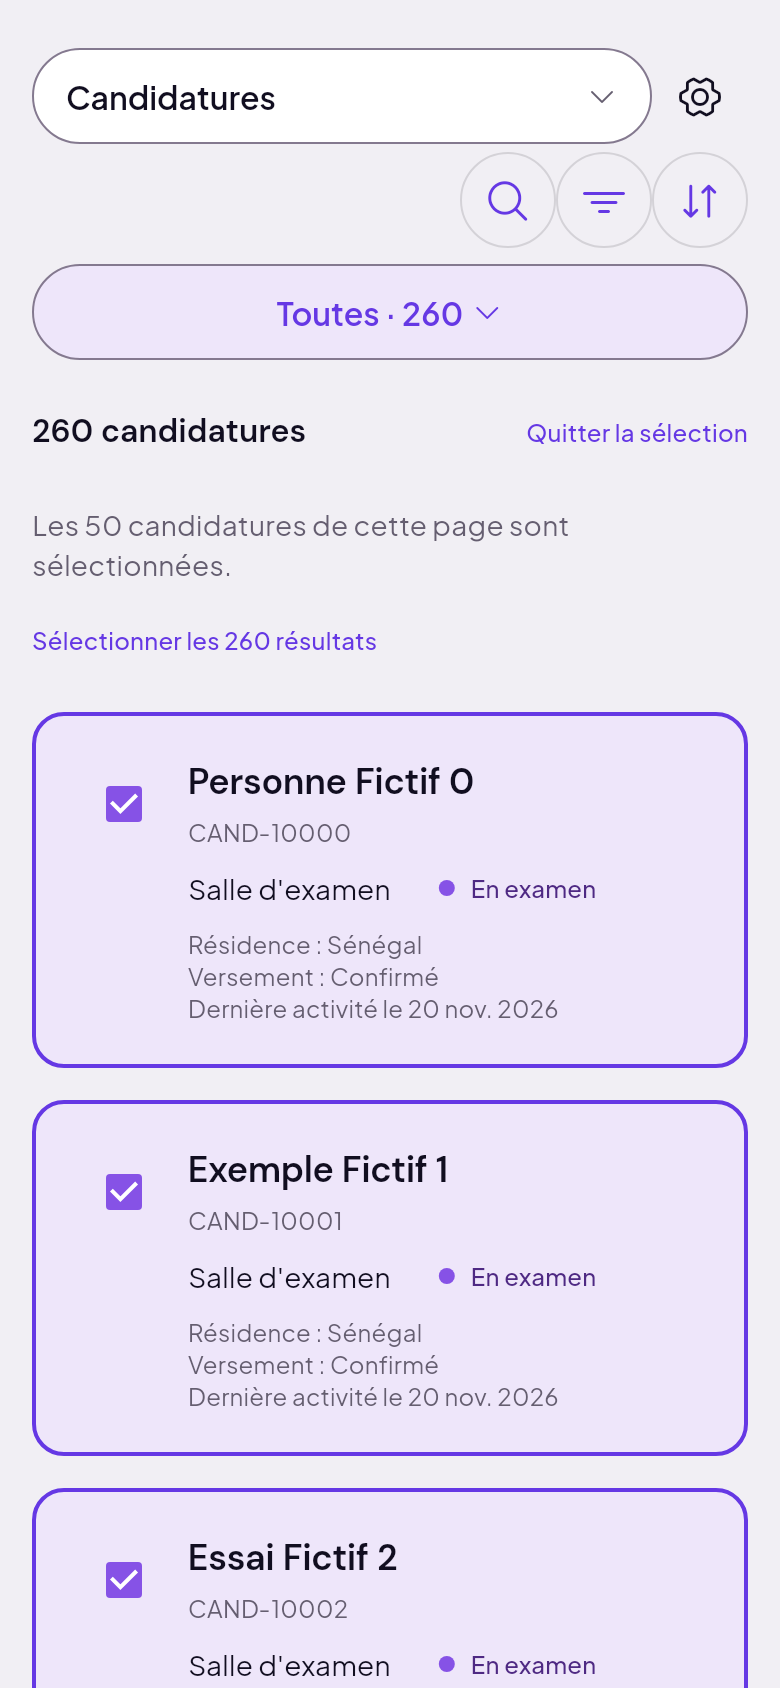 Candidatures
Toutes · 260
260 candidatures
Quitter la sélection
Les 50 candidatures de cette page sont
sélectionnées.
Sélectionner les 260 résultats
Personne Fictif 0
CAND-10000
Salle d'examen
En examen
Résidence : Sénégal
Versement : Confirmé
Dernière activité le 20 nov. 2026
Exemple Fictif 1
CAND-10001
Salle d'examen
En examen
Résidence : Sénégal
Versement : Confirmé
Dernière activité le 20 nov. 2026
Essai Fictif 2
CAND-10002
Salle d'examen
En examen